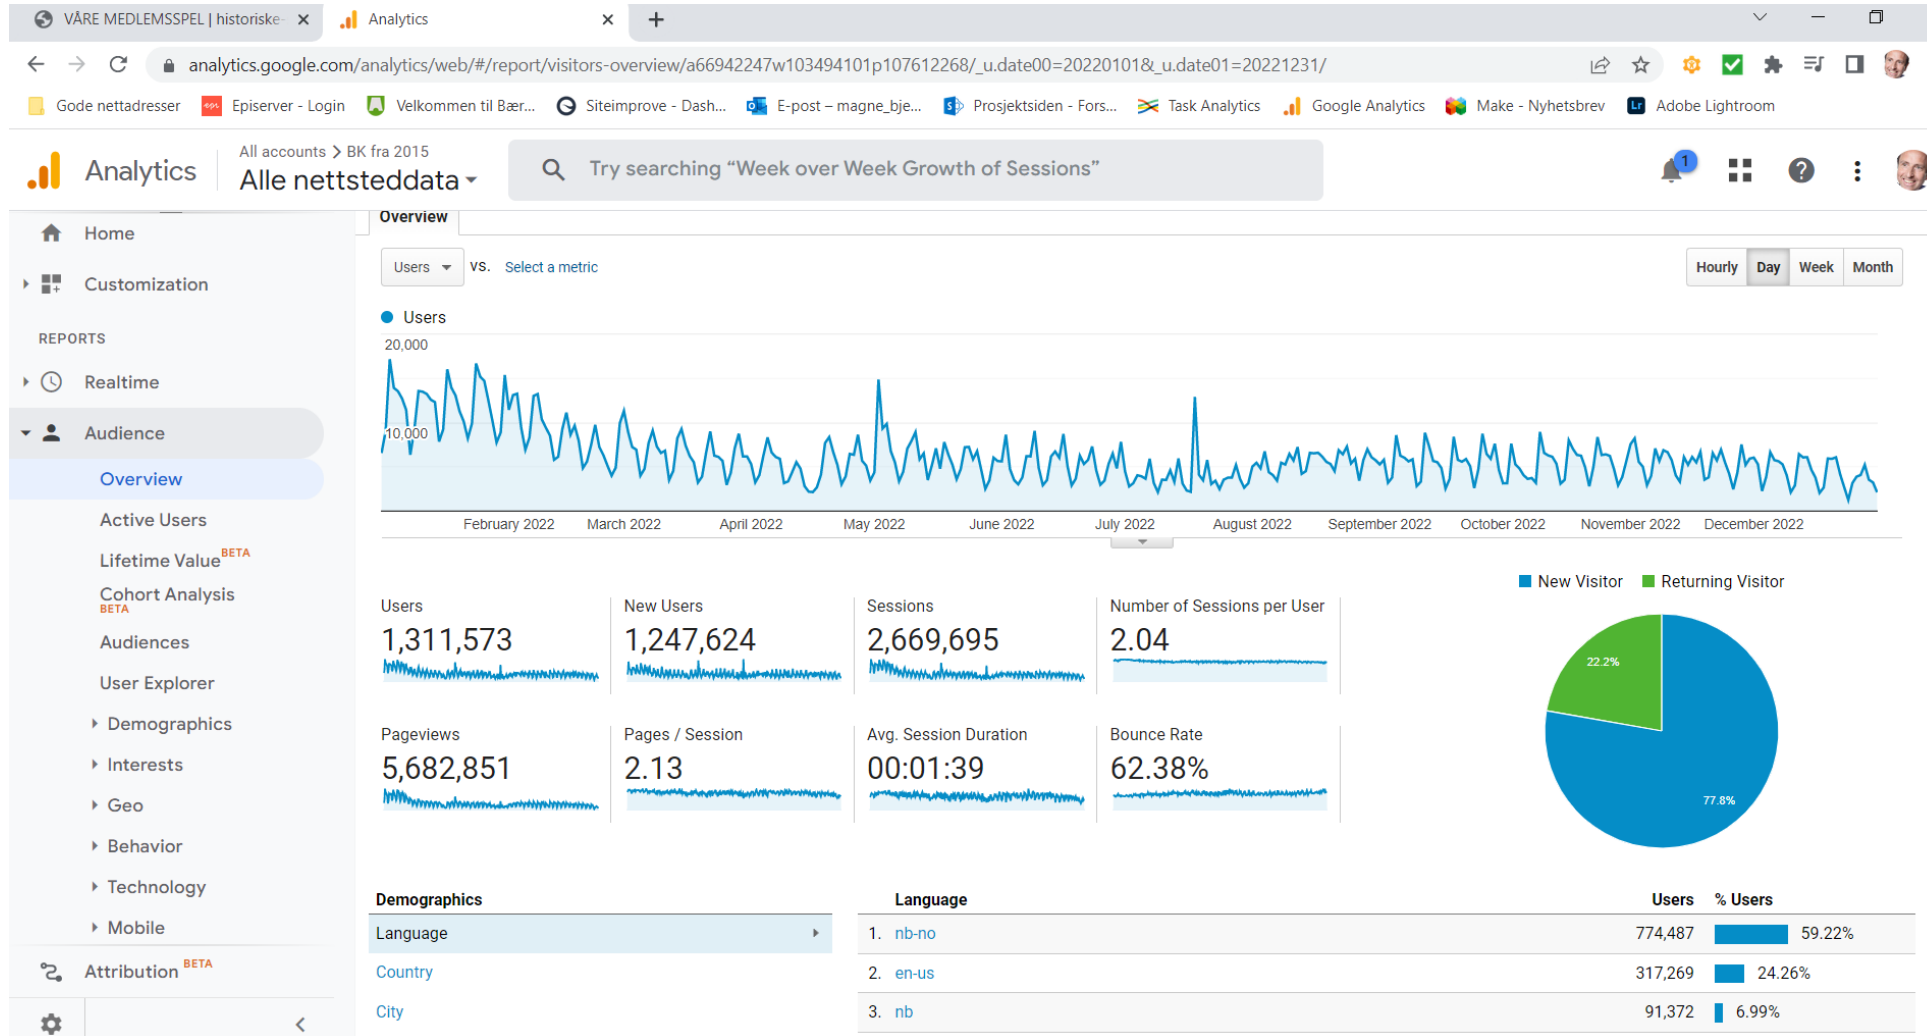 VÅRE MEDLEMSSPEL | historiske-
Analytics
analytics.google.com/analytics/web/#/report/visitors-overview/a66942247w103494101p107612268/_u.date00=20220101&_u.date01=20221231/
Gode nettadresser
Episerver - Login
Velkommen til Bær...
Siteimprove - Dash...
E-post – magne_bje...
Prosjektsiden - Fors...
Task Analytics
Google Analytics
Make - Nyhetsbrev
Lr
Adobe Lightroom
Analytics
All accounts > BK fra 2015
Alle nettsteddata
Try searching “Week over Week Growth of Sessions”
1
Home
Customization
REPORTS
Realtime
Audience
Overview
Active Users
Lifetime Value BETA
Cohort Analysis
BETA
Audiences
User Explorer
Demographics
Interests
Geo
Behavior
Technology
Mobile
Attribution BETA
Overview
Users VS. Select a metric
Hourly Day Week Month
Users
20,000
10,000
February 2022 March 2022 April 2022 May 2022 June 2022 July 2022 August 2022 September 2022 October 2022 November 2022 December 2022
New Visitor Returning Visitor
22.2%
77.8%
Users
1,311,573
New Users
1,247,624
Sessions
2,669,695
Number of Sessions per User
2.04
Pageviews
5,682,851
Pages / Session
2.13
Avg. Session Duration
00:01:39
Bounce Rate
62.38%
Demographics
Language
Country
City
Language Users % Users
1. nb-no 774,487 59.22%
2. en-us 317,269 24.26%
3. nb 91,372 6.99%